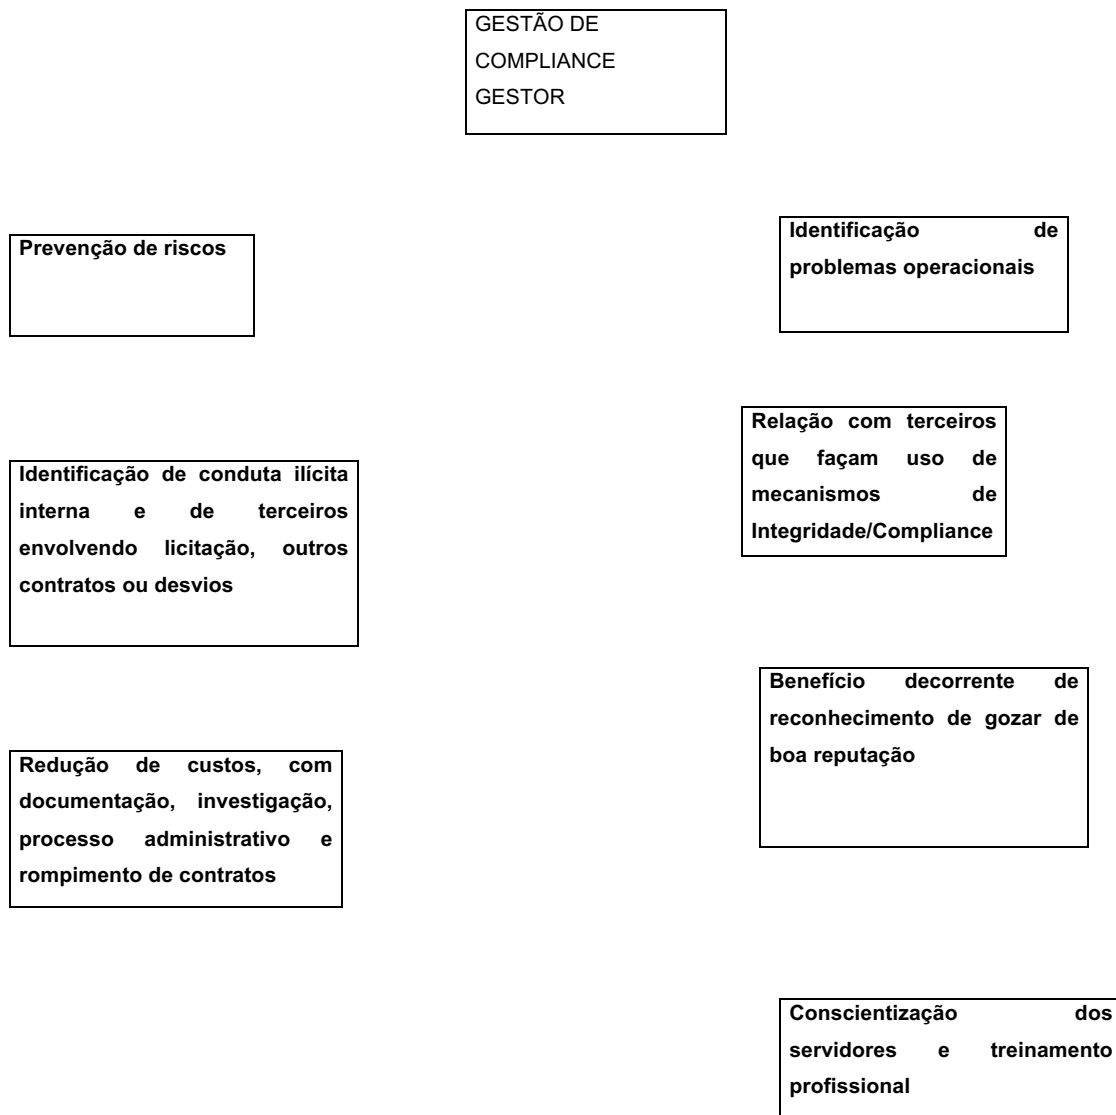 GESTÃO DE
COMPLIANCE
GESTOR
Prevenção de riscos
Identificação de
problemas operacionais
Relação com terceiros
que façam uso de
mecanismos de
Integridade/Compliance
Identificação de conduta ilícita
interna e de terceiros
envolvendo licitação, outros
contratos ou desvios
Benefício decorrente de
reconhecimento de gozar de
boa reputação
Redução de custos, com
documentação, investigação,
processo administrativo e
rompimento de contratos
Conscientização dos
servidores e treinamento
profissional